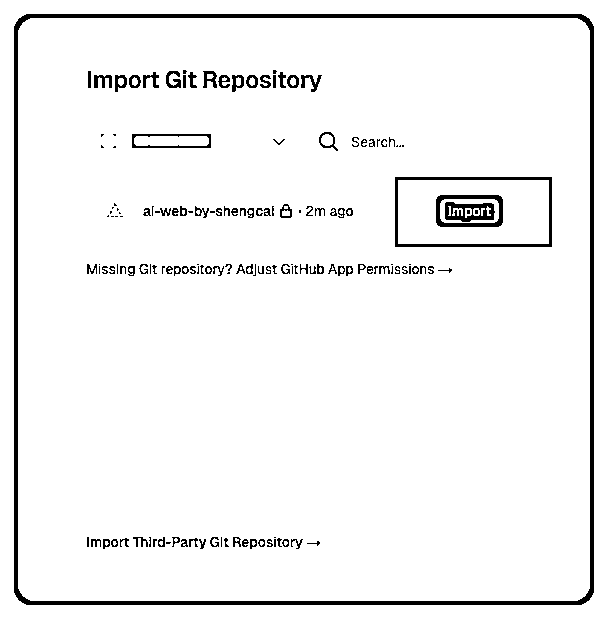 Import Git Repository
Search...
ai-web-by-shengcai · 2m ago
Import
Missing Git repository? Adjust GitHub App Permissions →
Import Third-Party Git Repository →